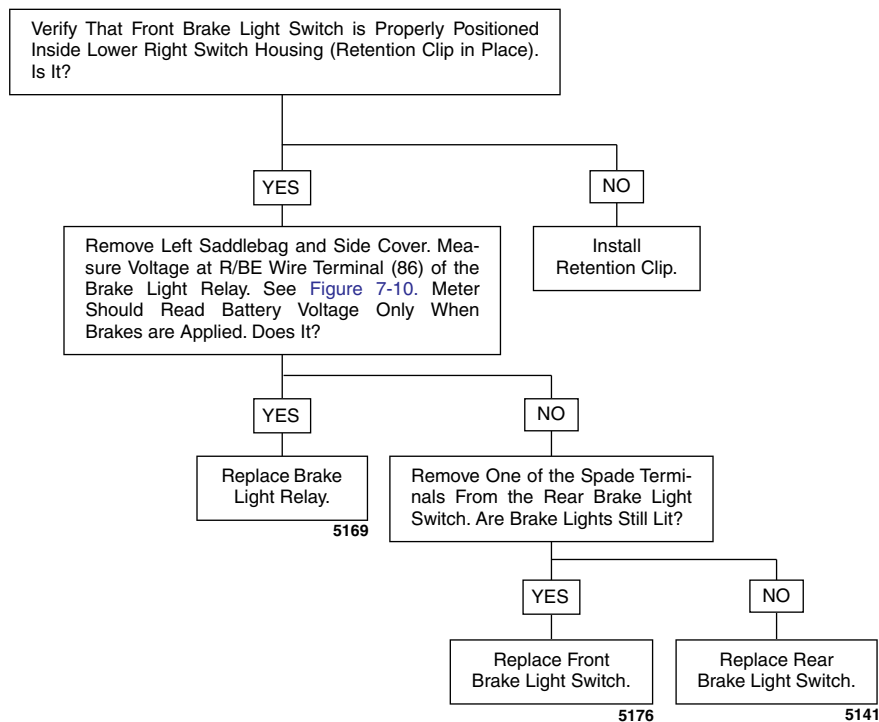 Verify That Front Brake Light Switch is Properly Positioned
Inside Lower Right Switch Housing (Retention Clip in Place).
Is It?
YES
NO
Remove Left Saddlebag and Side Cover. Mea-
sure Voltage at R/BE Wire Terminal (86) of the
Brake Light Relay. See Figure 7-10. Meter
Should Read Battery Voltage Only When
Brakes are Applied. Does It?
Install
Retention Clip.
YES
NO
Replace Brake
Light Relay.
5169
Remove One of the Spade Termi-
nals From the Rear Brake Light
Switch. Are Brake Lights Still Lit?
YES
NO
Replace Front
Brake Light Switch.
5176
Replace Rear
Brake Light Switch.
5141